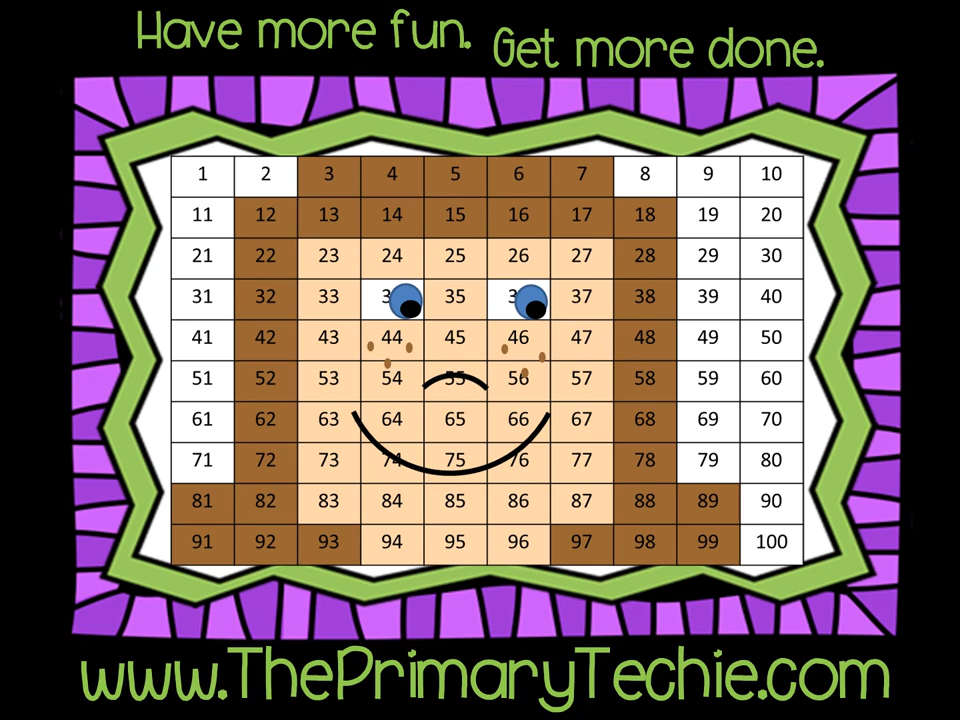 Have more fun. Get more done.
1 2 3 4 5 6 7 8 9 10
11 12 13 14 15 16 17 18 19 20
21 22 23 24 25 26 27 28 29 30
31 32 33 3 35 3 37 38 39 40
41 42 43 44 45 46 47 48 49 50
51 52 53 54 55 56 57 58 59 60
61 62 63 64 65 66 67 68 69 70
71 72 73 74 75 76 77 78 79 80
81 82 83 84 85 86 87 88 89 90
91 92 93 94 95 96 97 98 99 100
www.ThePrimaryTechie.com